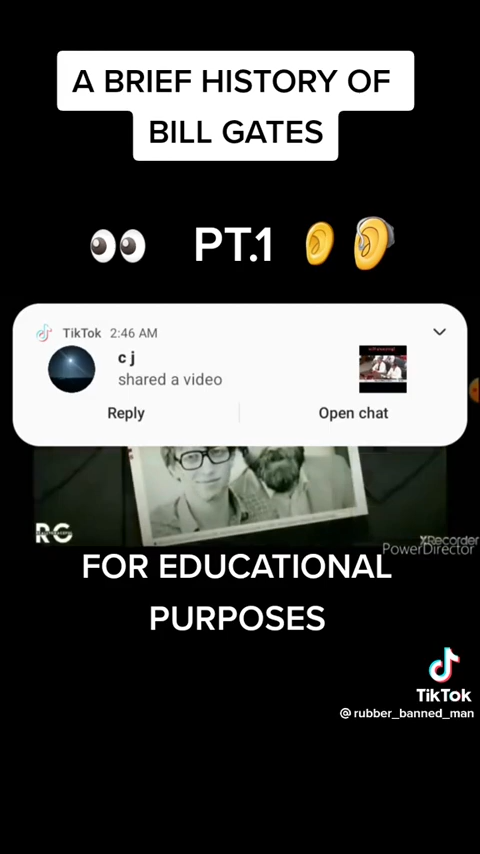 A BRIEF HISTORY OF
BILL GATES
PT.1
TikTok 2:46 AM
c j
shared a video
Reply
Open chat
RG
XRecorder
PowerDirector
FOR EDUCATIONAL
PURPOSES
TikTok
@rubber_banned_man